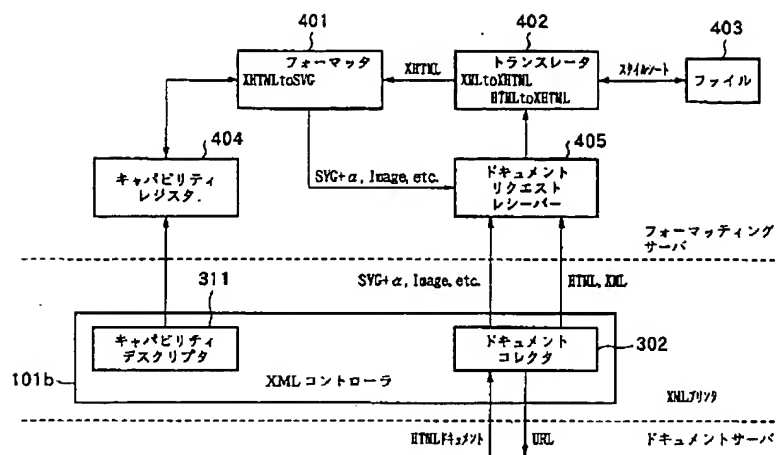 401
402
403
フォーマッタ
XHTMLtoSVG
XHTML
トランスレータ
XMLtoXHTML
HTMLtoXHTML
スタイルシート
ファイル
404
405
キャパビリティ
レジスタ.
SVG+α, Image, etc.
ドキュメント
リクエスト
レシーバー
フォーマッティング
サーバ
SVG+α, Image, etc.
HTML, XML
311
キャパビリティ
デスクリプタ
ドキュメント
コレクタ
302
101b
XMLコントローラ
XMLプリンタ
HTMLドキュメント
URL
ドキュメントサーバ